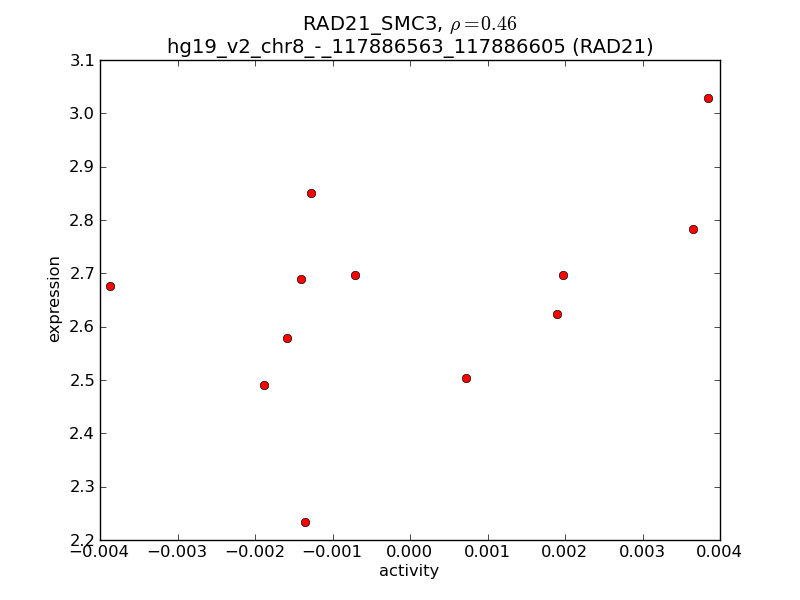 RAD21_SMC3, ρ = 0.46
hg19_v2_chr8_-_117886563_117886605 (RAD21)
3.1
3.0
2.9
2.8
2.7
2.6
2.5
2.4
2.3
2.2
expression
−0.004 −0.003 −0.002 −0.001 0.000 0.001 0.002 0.003 0.004
activity